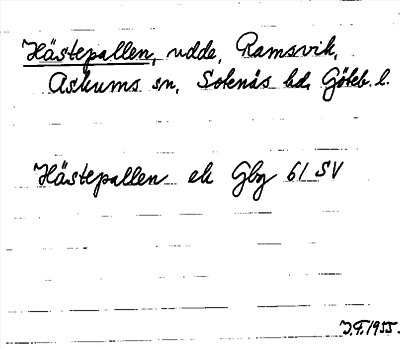 Hästepallen, udde, Ramsvik,
Askums sn, Sotenäs hd, Göteb. l.
Hästepallen ek Gbg 61 SV
J.F. 1955.